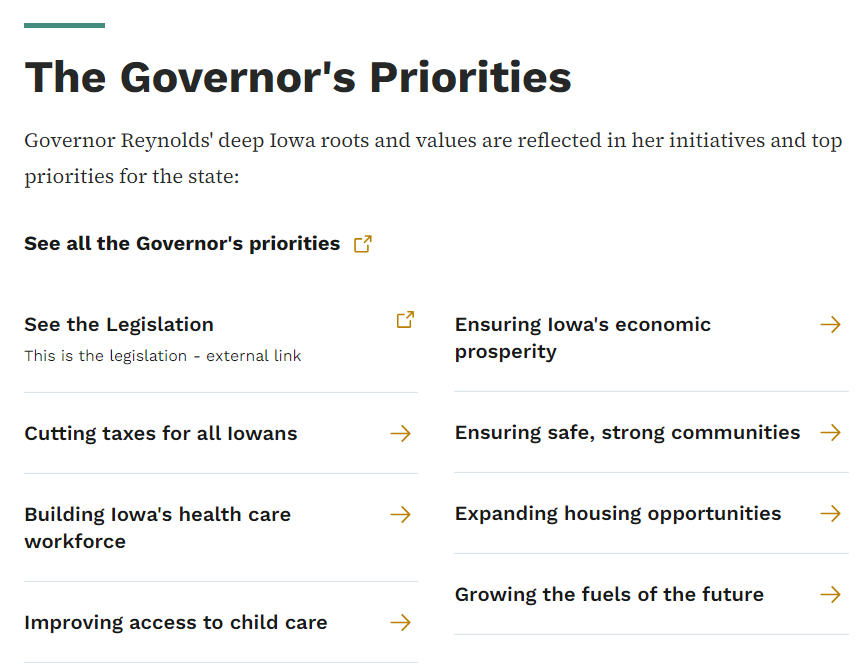 The Governor's Priorities
Governor Reynolds' deep Iowa roots and values are reflected in her initiatives and top
priorities for the state:
See all the Governor's priorities
See the Legislation
This is the legislation - external link
Cutting taxes for all Iowans
Building Iowa's health care
workforce
Improving access to child care
Ensuring Iowa's economic
prosperity
Ensuring safe, strong communities
Expanding housing opportunities
Growing the fuels of the future